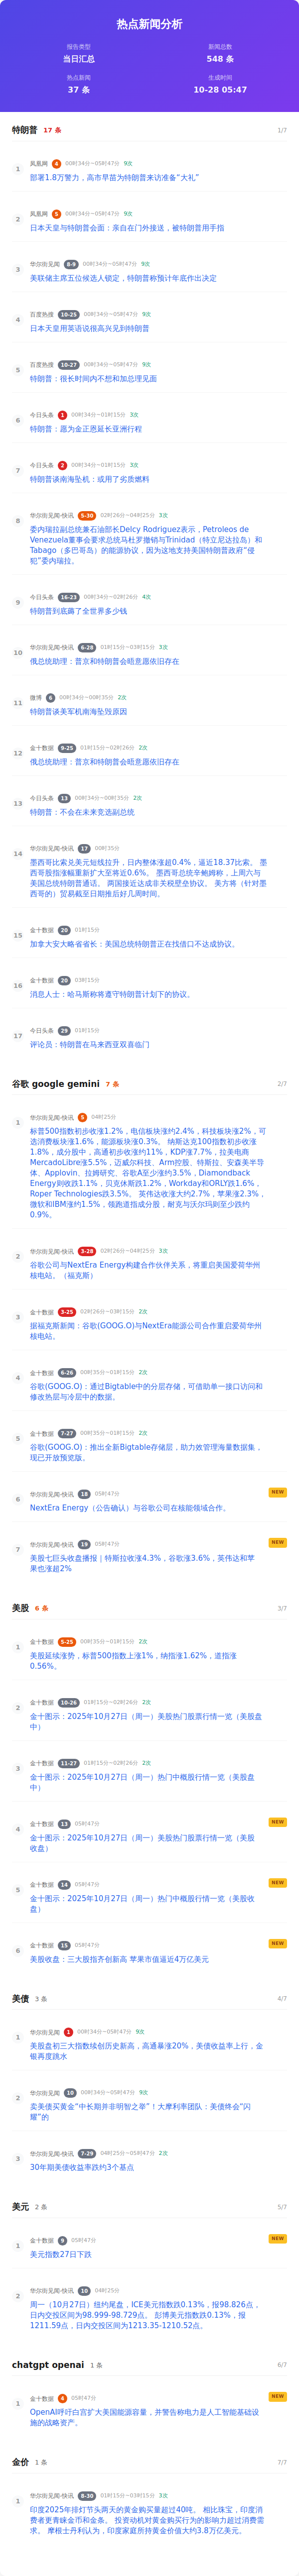 热点新闻分析
报告类型
当日汇总
新闻总数
548 条
热点新闻
37 条
生成时间
10-28 05:47
特朗普 17 条 1/7
1
凤凰网 4 00时34分~05时47分 9次
部署1.8万警力，高市早苗为特朗普来访准备“大礼”
2
凤凰网 5 00时34分~05时47分 9次
日本天皇与特朗普会面：亲自在门外接送，被特朗普用手指
3
华尔街见闻 8-9 00时34分~05时47分 9次
美联储主席五位候选人锁定，特朗普称预计年底作出决定
4
百度热搜 10-25 00时34分~05时47分 9次
日本天皇用英语说很高兴见到特朗普
5
百度热搜 10-27 00时34分~05时47分 9次
特朗普：很长时间内不想和加总理见面
6
今日头条 1 00时34分~01时15分 3次
特朗普：愿为金正恩延长亚洲行程
7
今日头条 2 00时34分~01时15分 3次
特朗普谈南海坠机：或用了劣质燃料
8
华尔街见闻-快讯 5-30 02时26分~04时25分 3次
委内瑞拉副总统兼石油部长Delcy Rodriguez表示，Petroleos de
Venezuela董事会要求总统马杜罗撤销与Trinidad（特立尼达拉岛）和
Tobago（多巴哥岛）的能源协议，因为这地支持美国特朗普政府“侵
犯”委内瑞拉。
9
今日头条 16-23 00时34分~02时26分 4次
特朗普到底薅了全世界多少钱
10
华尔街见闻-快讯 6-28 01时15分~03时15分 3次
俄总统助理：普京和特朗普会晤意愿依旧存在
11
微博 6 00时34分~00时35分 2次
特朗普谈美军机南海坠毁原因
12
金十数据 9-25 01时15分~02时26分 2次
俄总统助理：普京和特朗普会晤意愿依旧存在
13
今日头条 13 00时34分~00时35分 2次
特朗普：不会在未来竞选副总统
14
华尔街见闻-快讯 17 00时35分
墨西哥比索兑美元短线拉升，日内整体涨超0.4%，逼近18.37比索。 墨
西哥股指涨幅重新扩大至将近0.6%。 墨西哥总统辛鲍姆称，上周六与
美国总统特朗普通话。 两国接近达成非关税壁垒协议。 美方将（针对墨
西哥的）贸易截至日期推后好几周时间。
15
金十数据 20 01时15分
加拿大安大略省省长：美国总统特朗普正在找借口不达成协议。
16
金十数据 20 03时15分
消息人士：哈马斯称将遵守特朗普计划下的协议。
17
今日头条 29 01时15分
评论员：特朗普在马来西亚双喜临门
谷歌 google gemini 7 条 2/7
1
华尔街见闻-快讯 5 04时25分
标普500指数初步收涨1.2%，电信板块涨约2.4%，科技板块涨2%，可
选消费板块涨1.6%，能源板块涨0.3%。 纳斯达克100指数初步收涨
1.8%，成分股中，高通初步收涨约11%，KDP涨7.7%，拉美电商
MercadoLibre涨5.5%，迈威尔科技、Arm控股、特斯拉、安森美半导
体、Applovin、拉姆研究、谷歌A至少涨约3.5%，Diamondback
Energy则收跌1.1%，贝克休斯跌1.2%，Workday和ORLY跌1.6%，
Roper Technologies跌3.5%。 英伟达收涨大约2.7%，苹果涨2.3%，
微软和IBM涨约1.5%，领跑道指成分股，耐克与沃尔玛则至少跌约
0.9%。
2
华尔街见闻-快讯 3-28 02时26分~04时25分 3次
谷歌公司与NextEra Energy构建合作伙伴关系，将重启美国爱荷华州
核电站。（福克斯）
3
金十数据 3-25 02时26分~03时15分 2次
据福克斯新闻：谷歌(GOOG.O)与NextEra能源公司合作重启爱荷华州
核电站。
4
金十数据 6-26 00时35分~01时15分 2次
谷歌(GOOG.O)：通过Bigtable中的分层存储，可借助单一接口访问和
修改热层与冷层中的数据。
5
金十数据 7-27 00时35分~01时15分 2次
谷歌(GOOG.O)：推出全新Bigtable存储层，助力效管理海量数据集，
现已开放预览版。
6
华尔街见闻-快讯 18 05时47分 NEW
NextEra Energy（公告确认）与谷歌公司在核能领域合作。
7
华尔街见闻-快讯 19 05时47分 NEW
美股七巨头收盘播报｜特斯拉收涨4.3%，谷歌涨3.6%，英伟达和苹
果也涨超2%
美股 6 条 3/7
1
金十数据 5-25 00时35分~01时15分 2次
美股延续涨势，标普500指数上涨1%，纳指涨1.62%，道指涨
0.56%。
2
金十数据 10-26 01时15分~02时26分 2次
金十图示：2025年10月27日（周一）美股热门股票行情一览（美股盘
中）
3
金十数据 11-27 01时15分~02时26分 2次
金十图示：2025年10月27日（周一）热门中概股行情一览（美股盘
中）
4
金十数据 13 05时47分 NEW
金十图示：2025年10月27日（周一）美股热门股票行情一览（美股
收盘）
5
金十数据 14 05时47分 NEW
金十图示：2025年10月27日（周一）热门中概股行情一览（美股收
盘）
6
金十数据 15 05时47分 NEW
美股收盘：三大股指齐创新高 苹果市值逼近4万亿美元
美债 3 条 4/7
1
华尔街见闻 1 00时34分~05时47分 9次
美股盘初三大指数续创历史新高，高通暴涨20%，美债收益率上行，金
银再度跳水
2
华尔街见闻 10 00时34分~05时47分 9次
卖美债买黄金“中长期并非明智之举”！大摩利率团队：美债终会“闪
耀”的
3
华尔街见闻-快讯 7-29 04时25分~05时47分 2次
30年期美债收益率跌约3个基点
美元 2 条 5/7
1
金十数据 9 05时47分 NEW
美元指数27日下跌
2
华尔街见闻-快讯 10 04时25分
周一（10月27日）纽约尾盘，ICE美元指数跌0.13%，报98.826点，
日内交投区间为98.999-98.729点。 彭博美元指数跌0.13%，报
1211.59点，日内交投区间为1213.35-1210.52点。
chatgpt openai 1 条 6/7
1
金十数据 4 05时47分 NEW
OpenAI呼吁白宫扩大美国能源容量，并警告称电力是人工智能基础设
施的战略资产。
金价 1 条 7/7
1
华尔街见闻-快讯 8-30 01时15分~03时15分 3次
印度2025年排灯节头两天的黄金购买量超过40吨。 相比珠宝，印度消
费者更青睐金币和金条。 投资动机对黄金购买行为的影响力超过消费需
求。 摩根士丹利认为，印度家庭所持黄金价值大约3.8万亿美元。